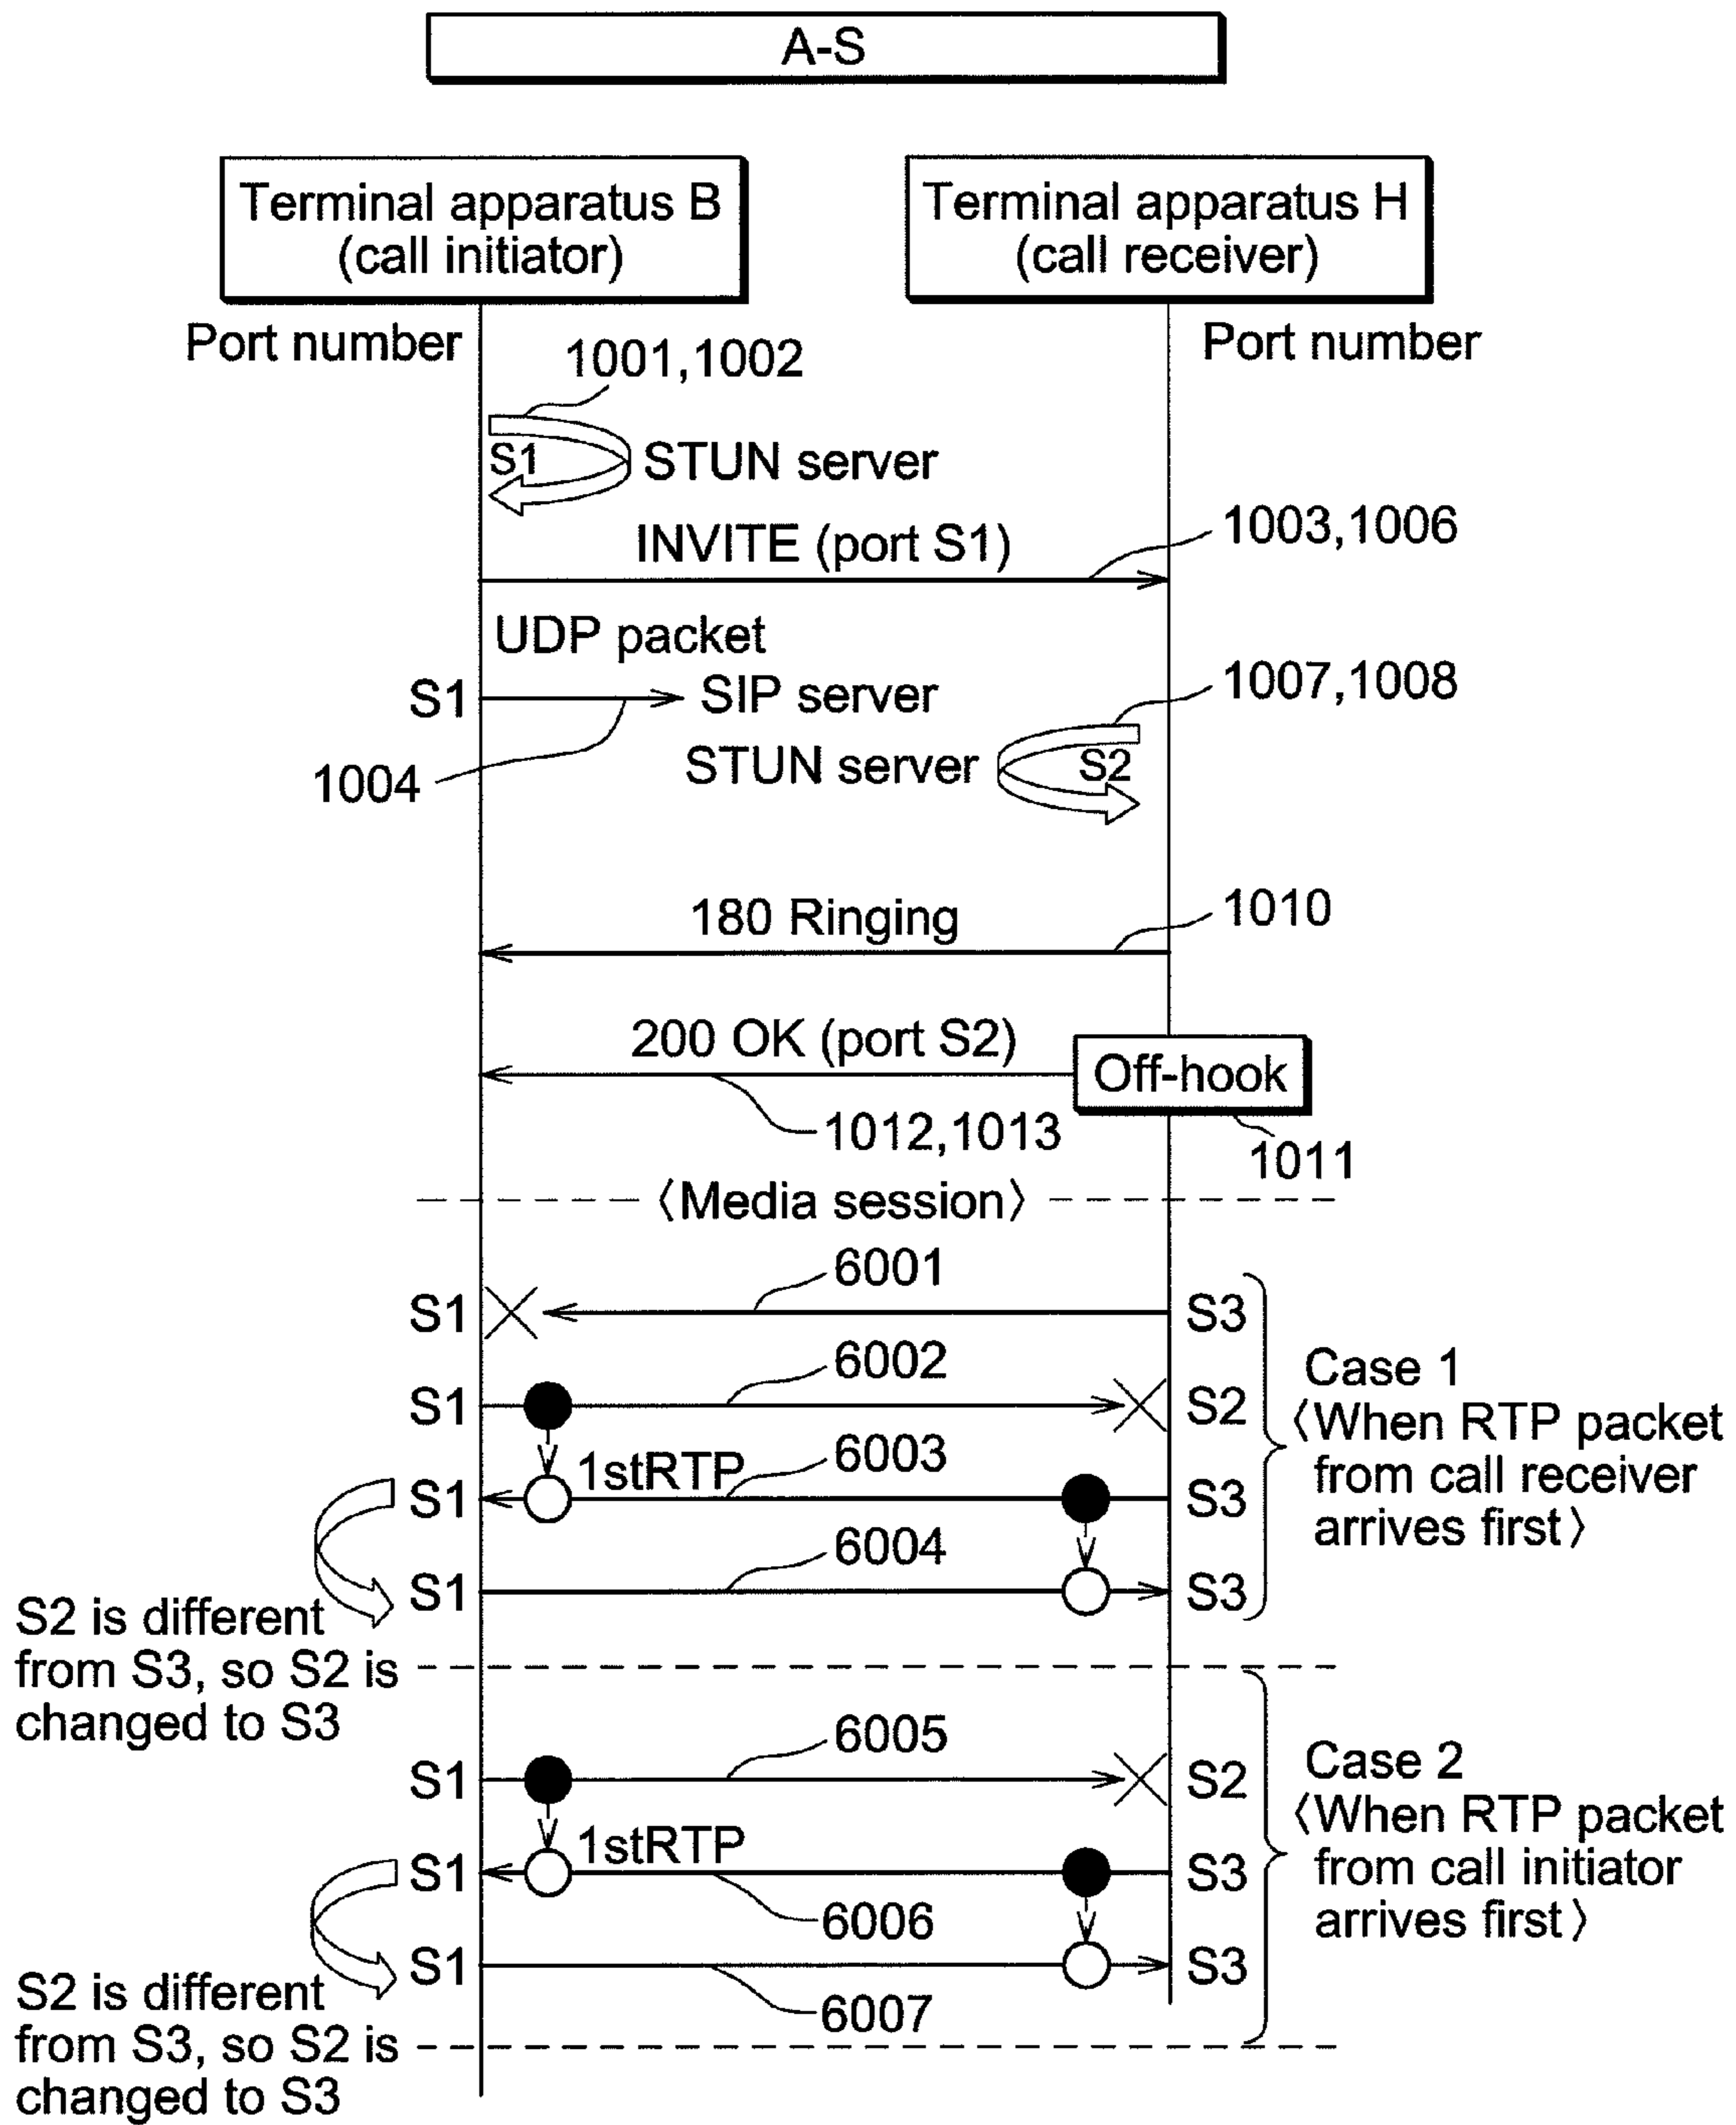 A-S
Terminal apparatus B
(call initiator)
Terminal apparatus H
(call receiver)
Port number
Port number
1001,1002
S1
STUN server
1003,1006
INVITE (port S1)
UDP packet
S1
SIP server
1007,1008
1004
STUN server
S2
180 Ringing
1010
200 OK (port S2)
Off-hook
1012,1013
1011
〈Media session〉
6001
S1
S3
6002
S1
S2
1stRTP
6003
S1
S3
6004
S1
S3
Case 1
〈When RTP packet
from call receiver
arrives first〉
S2 is different
from S3, so S2 is
changed to S3
6005
S1
S2
1stRTP
S1
S3
6006
S1
S3
6007
Case 2
〈When RTP packet
from call initiator
arrives first〉
S2 is different
from S3, so S2 is
changed to S3